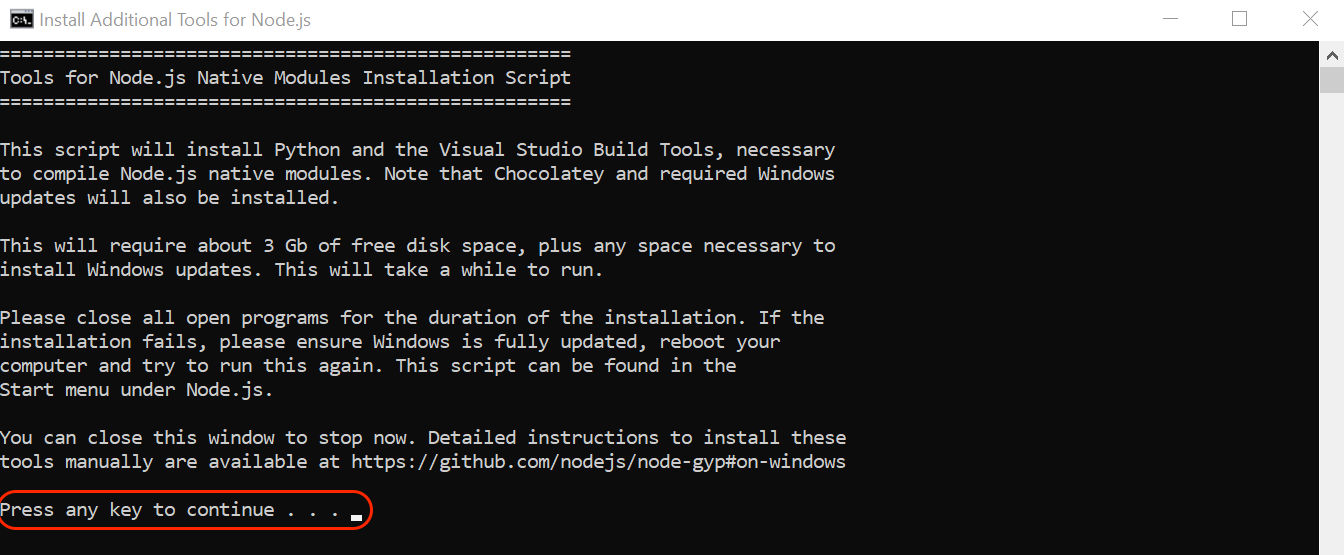 Install Additional Tools for Node.js
====================================================
Tools for Node.js Native Modules Installation Script
====================================================
This script will install Python and the Visual Studio Build Tools, necessary
to compile Node.js native modules. Note that Chocolatey and required Windows
updates will also be installed.
This will require about 3 Gb of free disk space, plus any space necessary to
install Windows updates. This will take a while to run.
Please close all open programs for the duration of the installation. If the
installation fails, please ensure Windows is fully updated, reboot your
computer and try to run this again. This script can be found in the
Start menu under Node.js.
You can close this window to stop now. Detailed instructions to install these
tools manually are available at https://github.com/nodejs/node-gyp#on-windows
Press any key to continue . . .